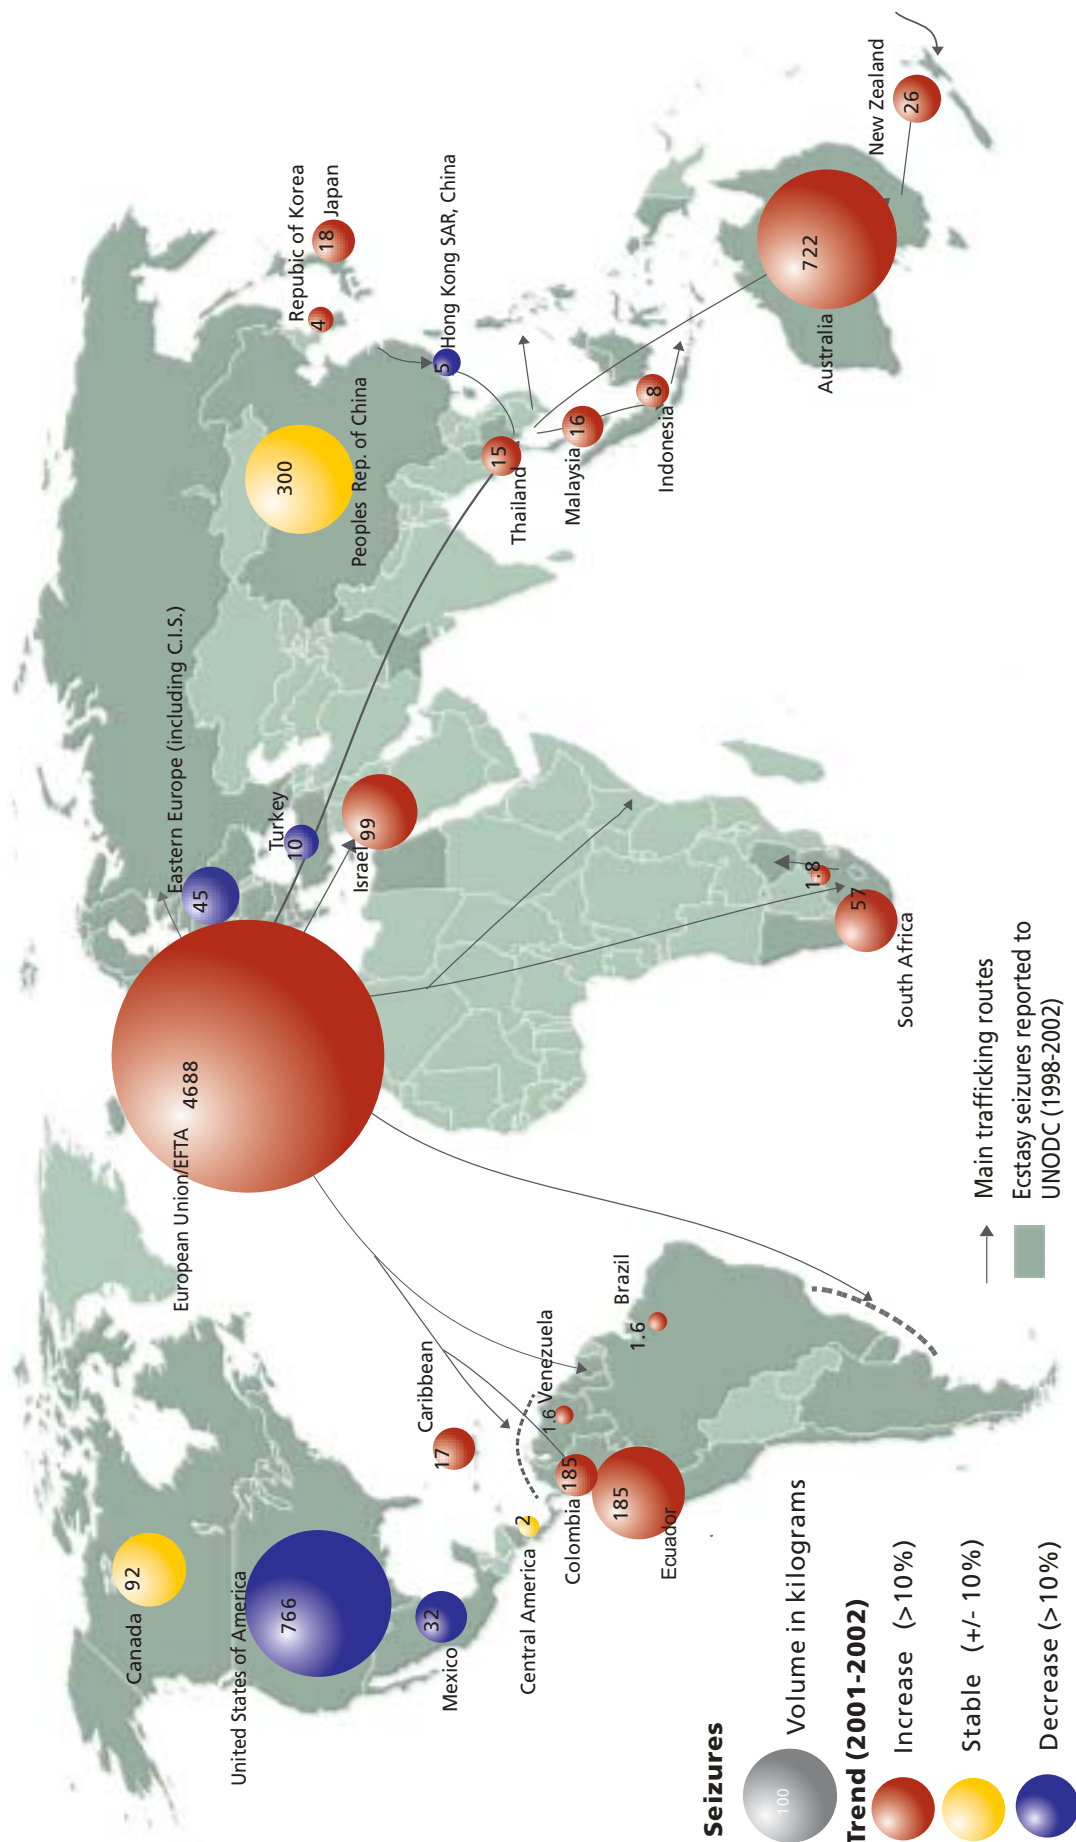 Canada
92
United States of America
766
Mexico
32
Central America
2
Caribbean
17
Colombia
185
Ecuador
185
1.6
Venezuela
1.6
Brazil
European Union/EFTA
4688
45
Eastern Europe (including C.I.S.)
Turkey
10
Israel
99
1.8
57
South Africa
300
Peoples Rep. of China
Repubic of Korea
4
18
Japan
5
Hong Kong SAR, China
15
Thailand
16
Malaysia
8
Indonesia
722
Australia
New Zealand
26
Seizures
100
Volume in kilograms
Trend (2001-2002)
Increase (>10%)
Stable (+/- 10%)
Decrease (>10%)
Main trafficking routes
Ecstasy seizures reported to
UNODC (1998-2002)